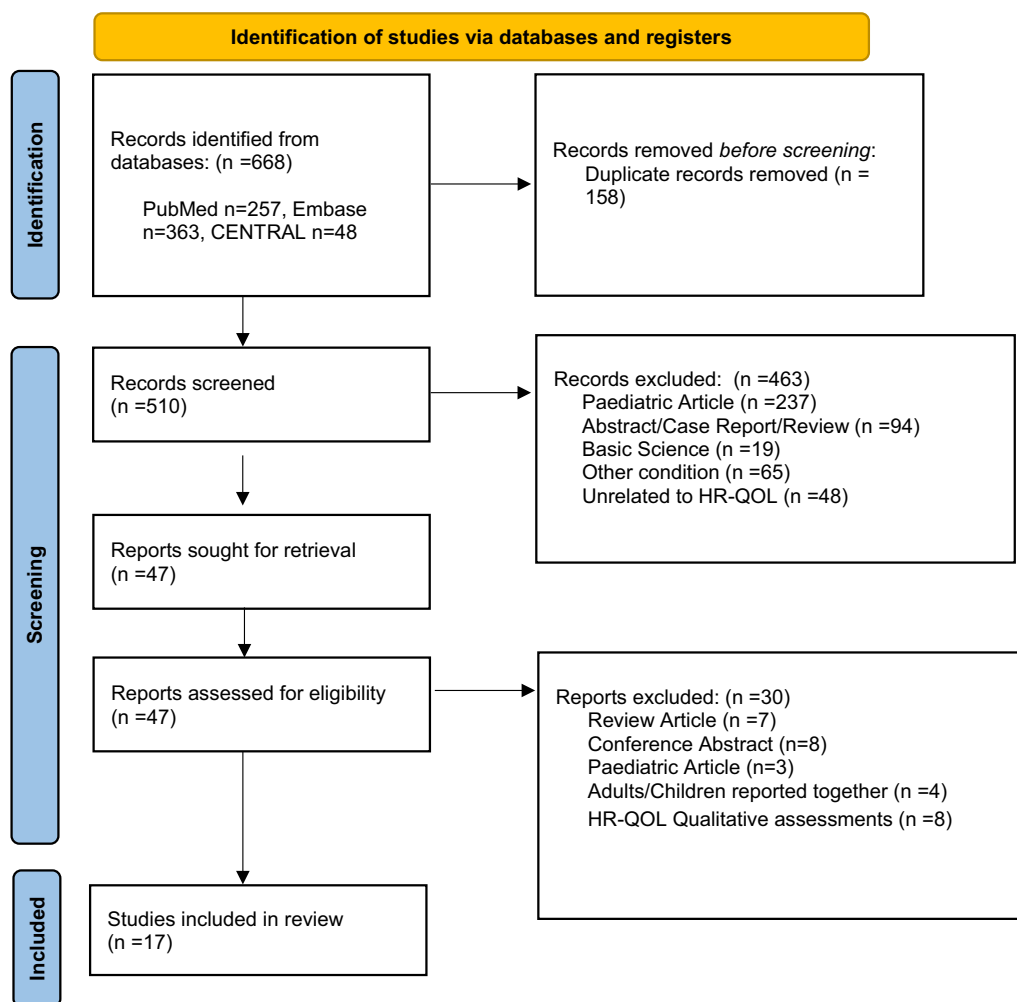 Identification of studies via databases and registers
Identification
Records identified from
databases: (n =668)
PubMed n=257, Embase
n=363, CENTRAL n=48
Records removed before screening:
Duplicate records removed (n =
158)
Screening
Records screened
(n =510)
Records excluded: (n =463)
Paediatric Article (n =237)
Abstract/Case Report/Review (n =94)
Basic Science (n =19)
Other condition (n =65)
Unrelated to HR-QOL (n =48)
Reports sought for retrieval
(n =47)
Reports assessed for eligibility
(n =47)
Reports excluded: (n =30)
Review Article (n =7)
Conference Abstract (n=8)
Paediatric Article (n=3)
Adults/Children reported together (n =4)
HR-QOL Qualitative assessments (n =8)
Included
Studies included in review
(n =17)